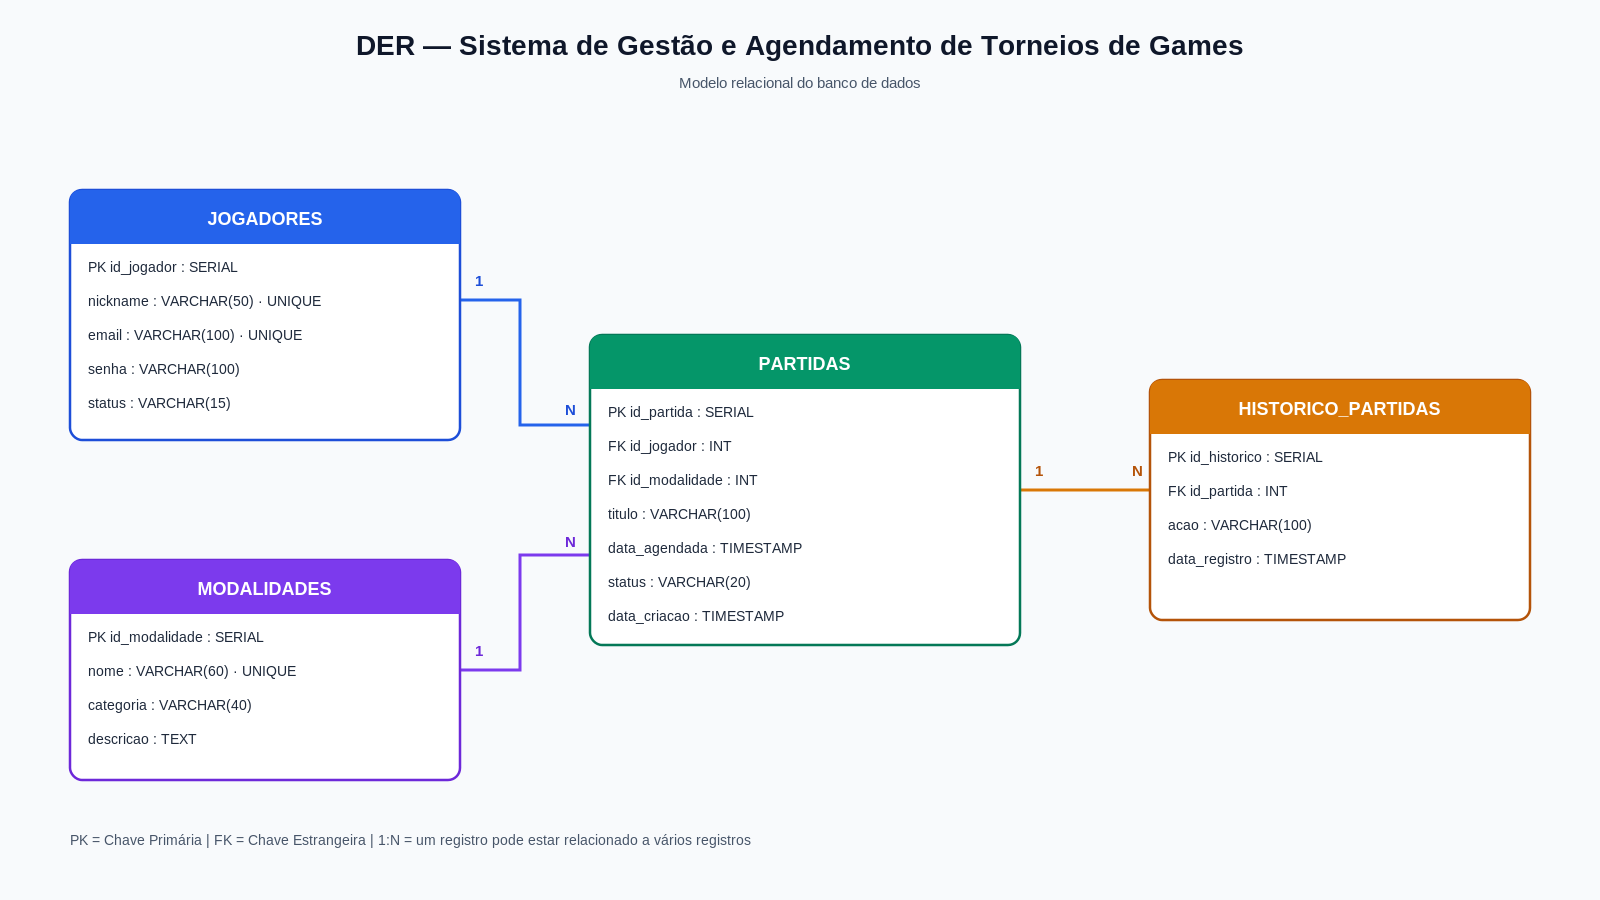 DER — Sistema de Gestão e Agendamento de Torneios de Games
Modelo relacional do banco de dados
JOGADORES
PK id_jogador : SERIAL
nickname : VARCHAR(50) · UNIQUE
email : VARCHAR(100) · UNIQUE
senha : VARCHAR(100)
status : VARCHAR(15)
1
N
PARTIDAS
PK id_partida : SERIAL
FK id_jogador : INT
FK id_modalidade : INT
titulo : VARCHAR(100)
data_agendada : TIMESTAMP
status : VARCHAR(20)
data_criacao : TIMESTAMP
1
N
HISTORICO_PARTIDAS
PK id_historico : SERIAL
FK id_partida : INT
acao : VARCHAR(100)
data_registro : TIMESTAMP
N
1
MODALIDADES
PK id_modalidade : SERIAL
nome : VARCHAR(60) · UNIQUE
categoria : VARCHAR(40)
descricao : TEXT
PK = Chave Primária | FK = Chave Estrangeira | 1:N = um registro pode estar relacionado a vários registros